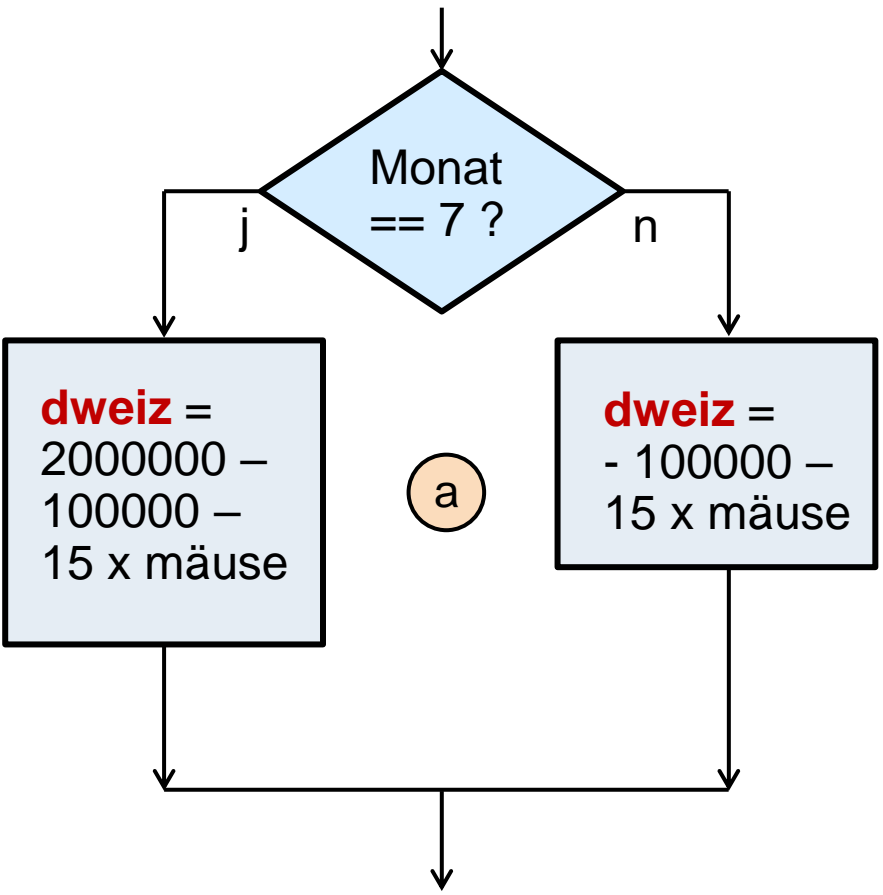 Monat
== 7 ?
j
n
dweiz =
2000000 –
100000 –
15 x mäuse
a
dweiz =
- 100000 –
15 x mäuse